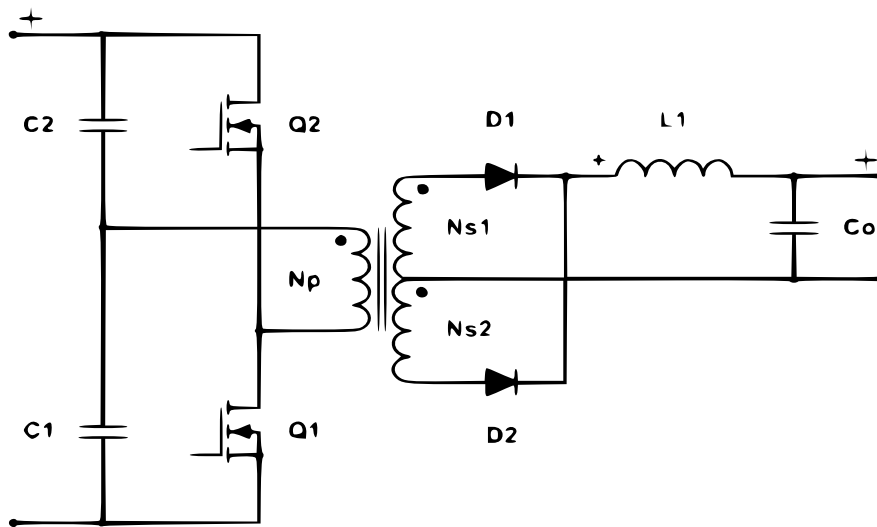 +
C2
Q2
D1
L1
+
+
Ns1
Co
Np
Ns2
C1
Q1
D2